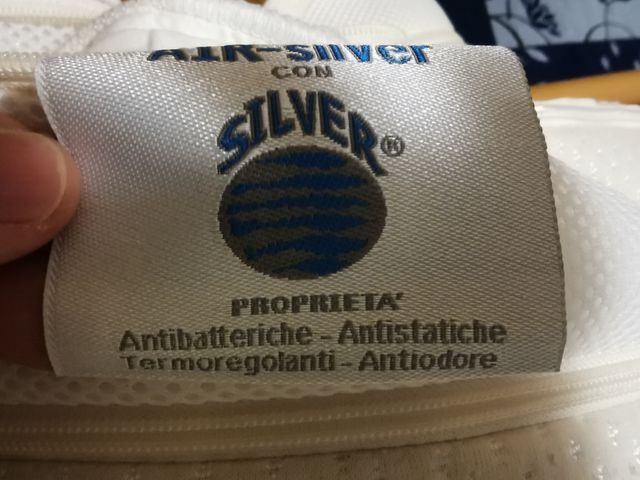 AIR-silver
CON
SILVER®
PROPRIETA'
Antibatteriche - Antistatiche
Termoregolanti - Antiodore